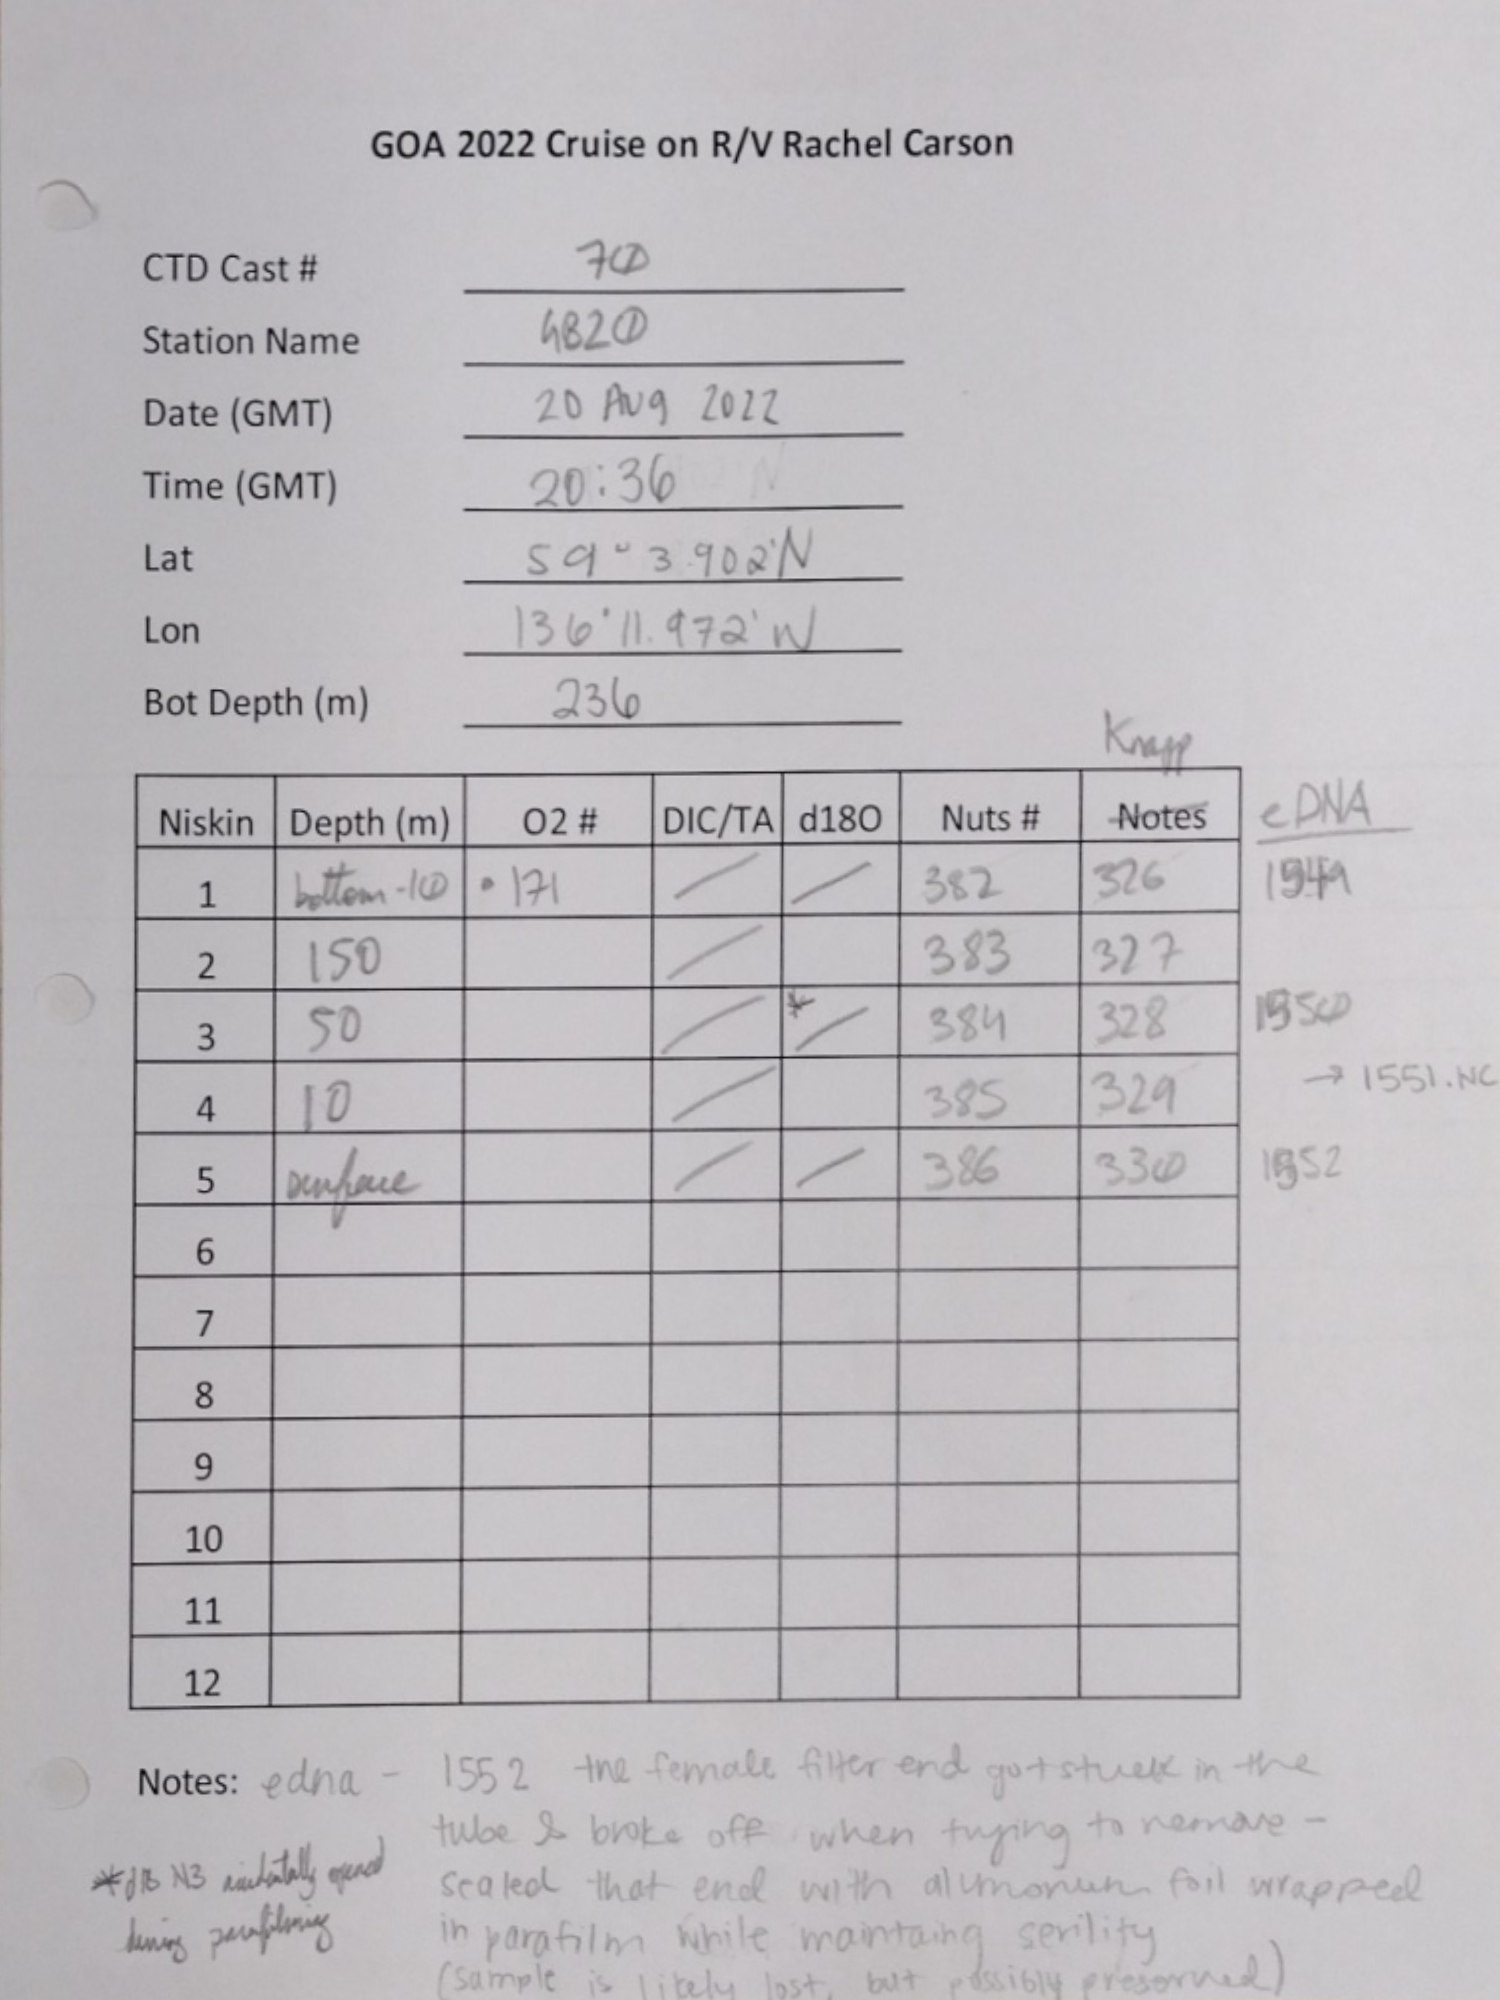 GOA 2022 Cruise on R/V Rachel Carson
CTD Cast # 70
Station Name GB20
Date (GMT) 20 Aug 2022
Time (GMT) 20:36
Lat 59° 3.902'N
Lon 136°11.972'W
Bot Depth (m) 236
Knapp
Niskin Depth (m) O2 # DIC/TA d18O Nuts # Notes eDNA
1 bottom-10 • 171 / / 382 326 1549
2 150 / 383 327
3 50 / * / 384 328 1550
→ 1551.NC
4 10 / 385 329
5 surface / / 386 330 1552
6
7
8
9
10
11
12
Notes: edna - 1552 the female filter end got stuck in the
tube & broke off when trying to remove -
sealed that end with alumonum foil wrapped
in parafilm while maintaing serility
(sample is likely lost, but possibly preserved)
* N3 accidentally opened
during parafilming